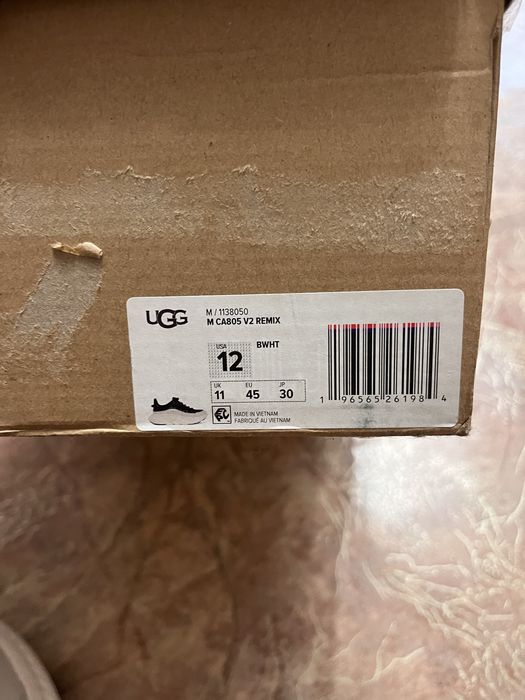 UGG
M / 1138050
M CA805 V2 REMIX
USA
12
BWHT
UK EU JP
11 45 30
MADE IN VIETNAM
FABRIQUÉ AU VIETNAM
1 96565 26198 4